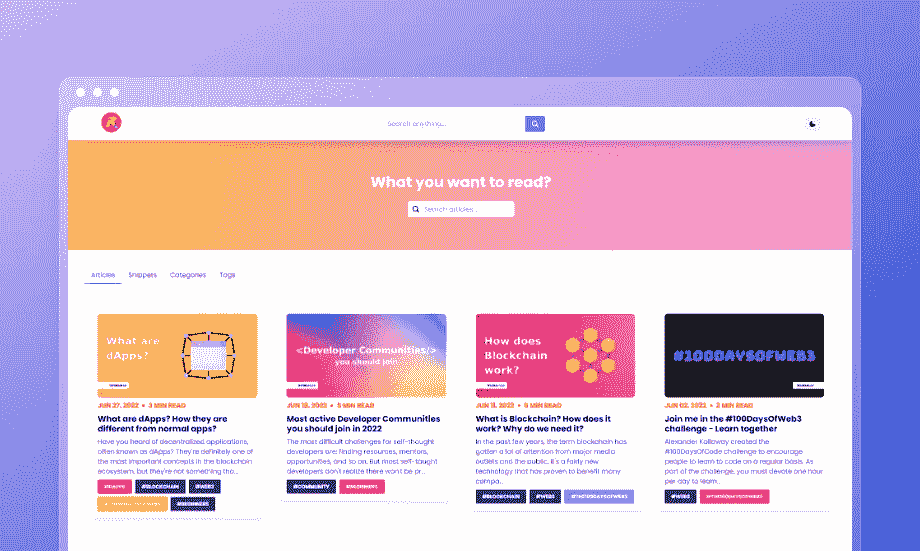 Search anything...
What you want to read?
Search articles...
Articles Snippets Categories Tags
What are
dApps?
JUN 27, 2022 • 3 MIN READ
What are dApps? How they are
different from normal apps?
Have you heard of decentralized applications,
often known as dApps? They're definitely one of
the most important concepts in the blockchain
ecosystem, but they're not something tha...
#DAPPS #BLOCKCHAIN #WEB3
#BEGINNERS
<Developer Communities/>
you should join
JUN 12, 2022 • 5 MIN READ
Most active Developer Communities
you should join in 2022
The most difficult challenges for self-thought
developers are finding resources, mentors,
opportunities, and so on. But most self-taught
developers don't realize there won't be pr...
#COMMUNITY #BEGINNERS
How does
Blockchain
work?
JUN 11, 2022 • 6 MIN READ
What is Blockchain? How does it
work? Why do we need it?
In the past few years, the term blockchain has
gotten a lot of attention from major media
outlets and the public. It's a fairly new
technology that has proven to benefit many
compa...
#BLOCKCHAIN #WEB3 #100DAYSOFWEB3
#100DAYSOFWEB3
JUN 02, 2022 • 2 MIN READ
Join me in the #100DaysOfWeb3
challenge - Learn together
Alexander Kallaway created the
#100DaysOfCode challenge to encourage
people to learn to code on a regular basis. As
part of the challenge, you must devote one hour
per day to learn..
#WEB3 #100DAYSOFWEB3